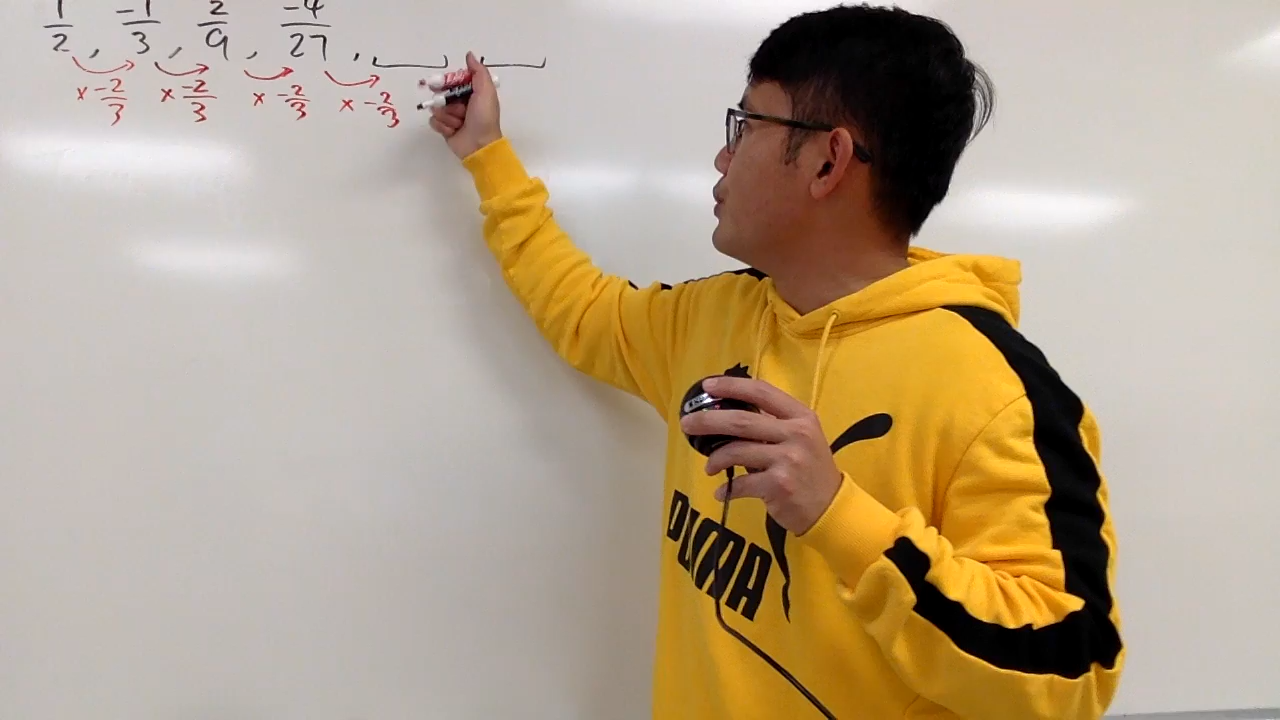 1/2, -1/3, 2/9, -4/27, ___ ___
× -2/3 × -2/3 × -2/3 × -2/3
PUMA